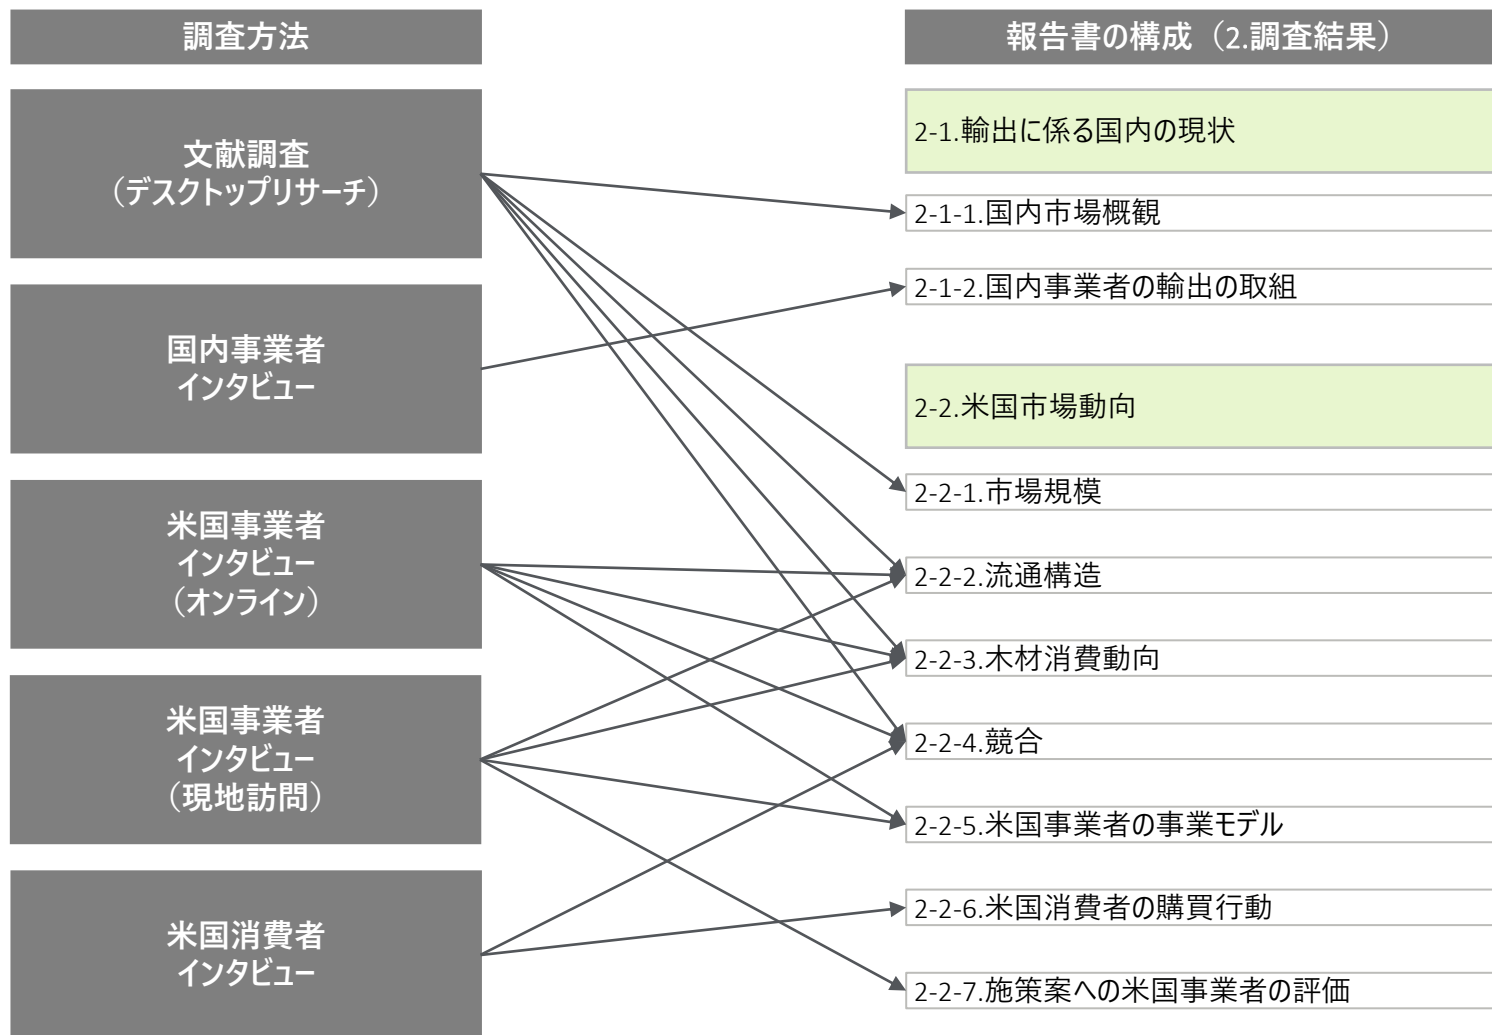 調査方法
文献調査
（デスクトップリサーチ）
国内事業者
インタビュー
米国事業者
インタビュー
（オンライン）
米国事業者
インタビュー
（現地訪問）
米国消費者
インタビュー
報告書の構成（2.調査結果）
2-1.輸出に係る国内の現状
2-1-1.国内市場概観
2-1-2.国内事業者の輸出の取組
2-2.米国市場動向
2-2-1.市場規模
2-2-2.流通構造
2-2-3.木材消費動向
2-2-4.競合
2-2-5.米国事業者の事業モデル
2-2-6.米国消費者の購買行動
2-2-7.施策案への米国事業者の評価